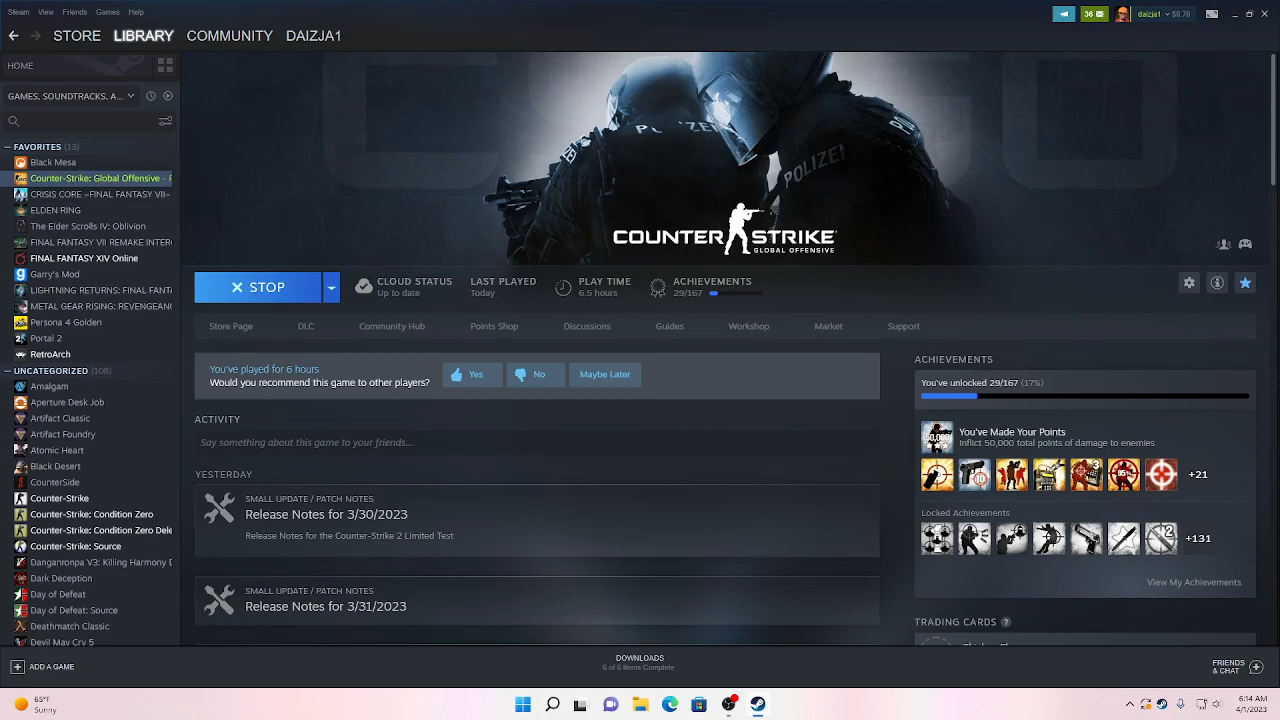 Steam View Friends Games Help
36 daizja1 $0.76
STORE LIBRARY COMMUNITY DAIZJA1
HOME
GAMES, SOUNDTRACKS, A...
FAVORITES (13)
Black Mesa
Counter-Strike: Global Offensive -
CRISIS CORE –FINAL FANTASY VII–
ELDEN RING
The Elder Scrolls IV: Oblivion
FINAL FANTASY VII REMAKE INTERG
FINAL FANTASY XIV Online
Garry's Mod
LIGHTNING RETURNS: FINAL FANTA
METAL GEAR RISING: REVENGEANC
Persona 4 Golden
Portal 2
RetroArch
UNCATEGORIZED (108)
Amalgam
Aperture Desk Job
Artifact Classic
Artifact Foundry
Atomic Heart
Black Desert
CounterSide
Counter-Strike
Counter-Strike: Condition Zero
Counter-Strike: Condition Zero Dele
Counter-Strike: Source
Danganronpa V3: Killing Harmony D
Dark Deception
Day of Defeat
Day of Defeat: Source
Deathmatch Classic
Devil May Cry 5
ADD A GAME
POLIZEI
POLIZEI
COUNTER STRIKE
GLOBAL OFFENSIVE
STOP
CLOUD STATUS
Up to date
LAST PLAYED
Today
PLAY TIME
6.5 hours
ACHIEVEMENTS
29/167
Store Page DLC Community Hub Points Shop Discussions Guides Workshop Market Support
You've played for 6 hours
Would you recommend this game to other players?
Yes No Maybe Later
ACTIVITY
Say something about this game to your friends...
YESTERDAY
SMALL UPDATE / PATCH NOTES
Release Notes for 3/30/2023
Release Notes for the Counter-Strike 2 Limited Test
SMALL UPDATE / PATCH NOTES
Release Notes for 3/31/2023
ACHIEVEMENTS
You've unlocked 29/167 (17%)
50,000
You've Made Your Points
Inflict 50,000 total points of damage to enemies
+21
Locked Achievements
+131
View My Achievements
TRADING CARDS ?
DOWNLOADS
6 of 6 Items Complete
FRIENDS
& CHAT
Sunny
6:14 AM
4/1/2023